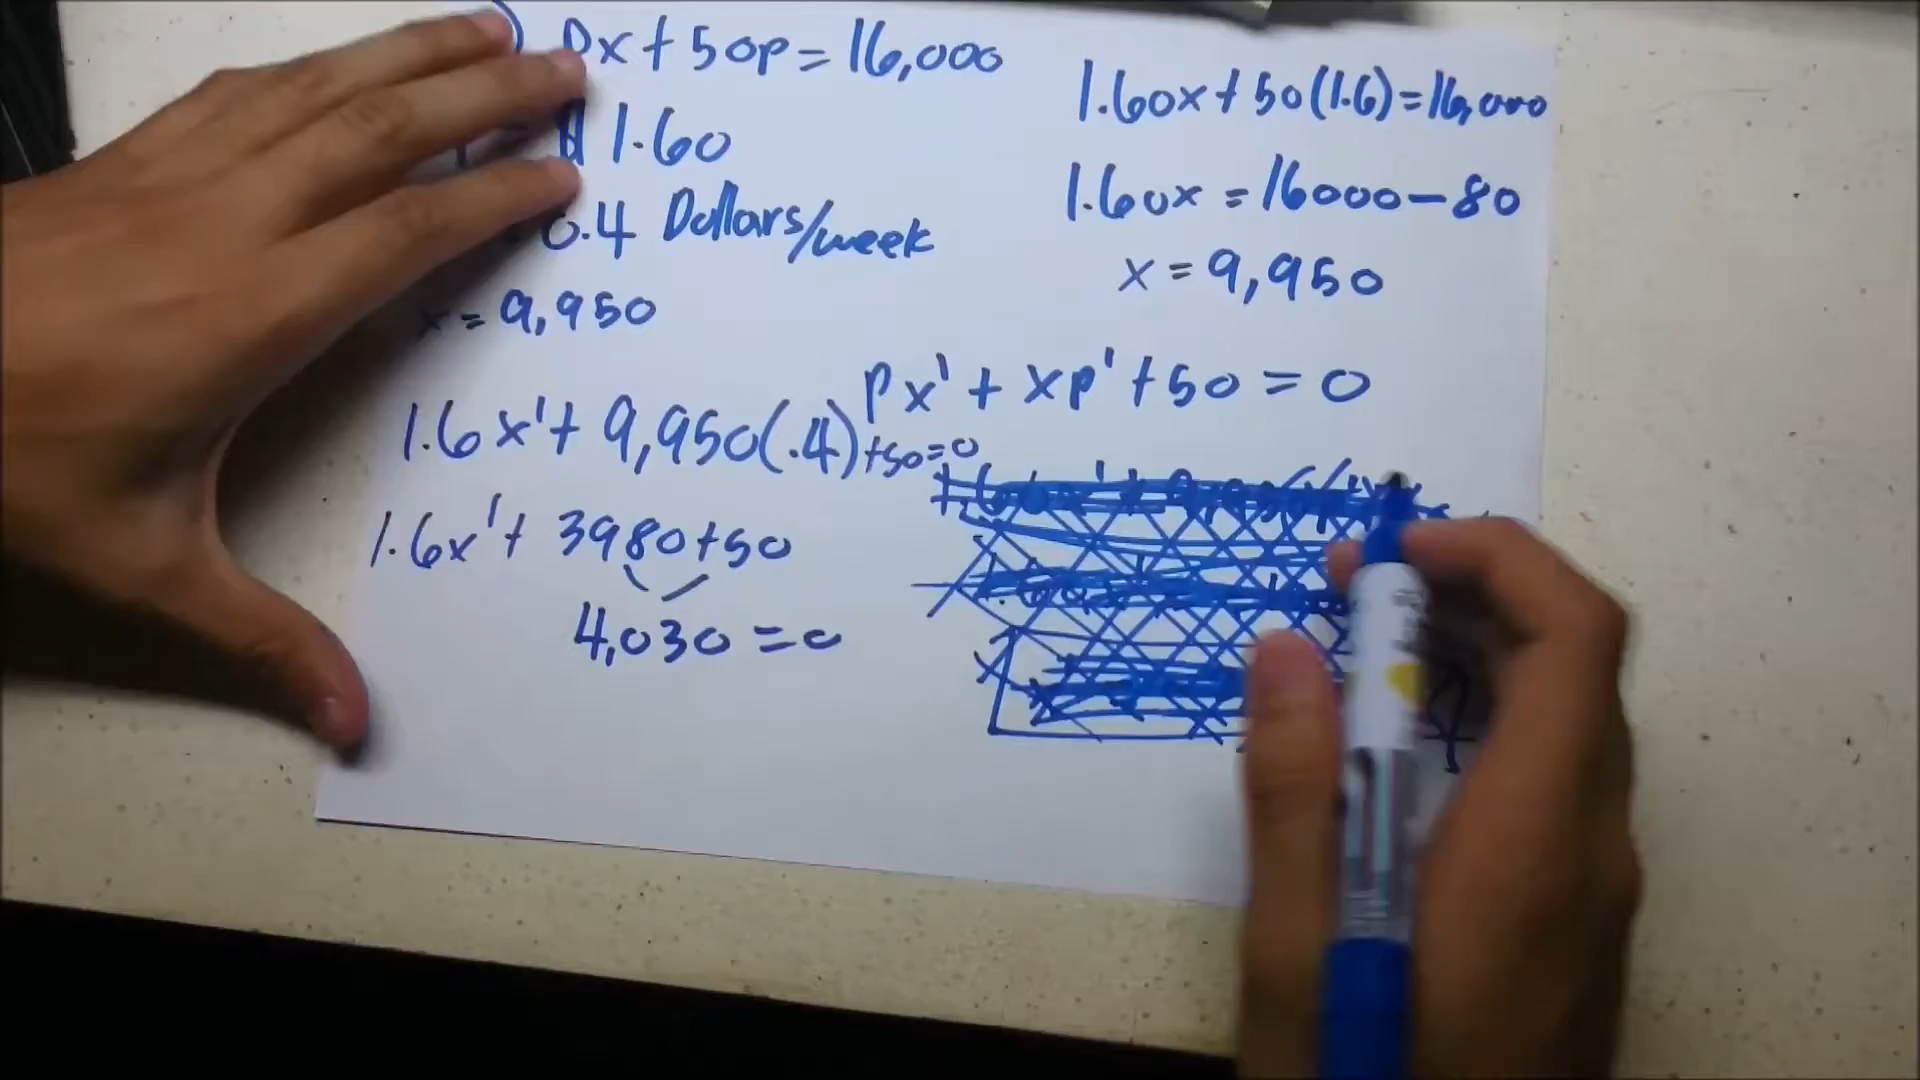 px + 50p = 16,000
1.60
0.4 Dollars/week
x = 9,950
1.60x + 50(1.6) = 16,000
1.60x = 16000 - 80
x = 9,950
px' + xp' + 50 = 0
1.6x' + 9,950(.4) + 50 = 0
1.6x' + 3980 + 50
4,030 = 0